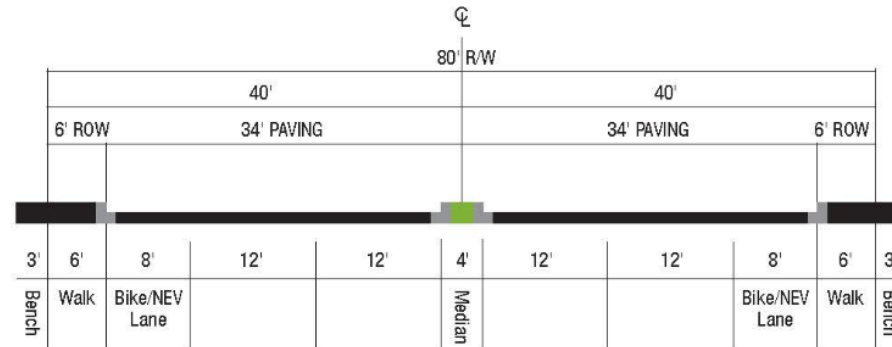 ℄
80' R/W
40' 40'
6' ROW 34' PAVING 34' PAVING 6' ROW
3' 6' 8' 12' 12' 4' 12' 12' 8' 6' 3
Bench Walk Bike/NEV Lane Median Bike/NEV Lane Walk Bench